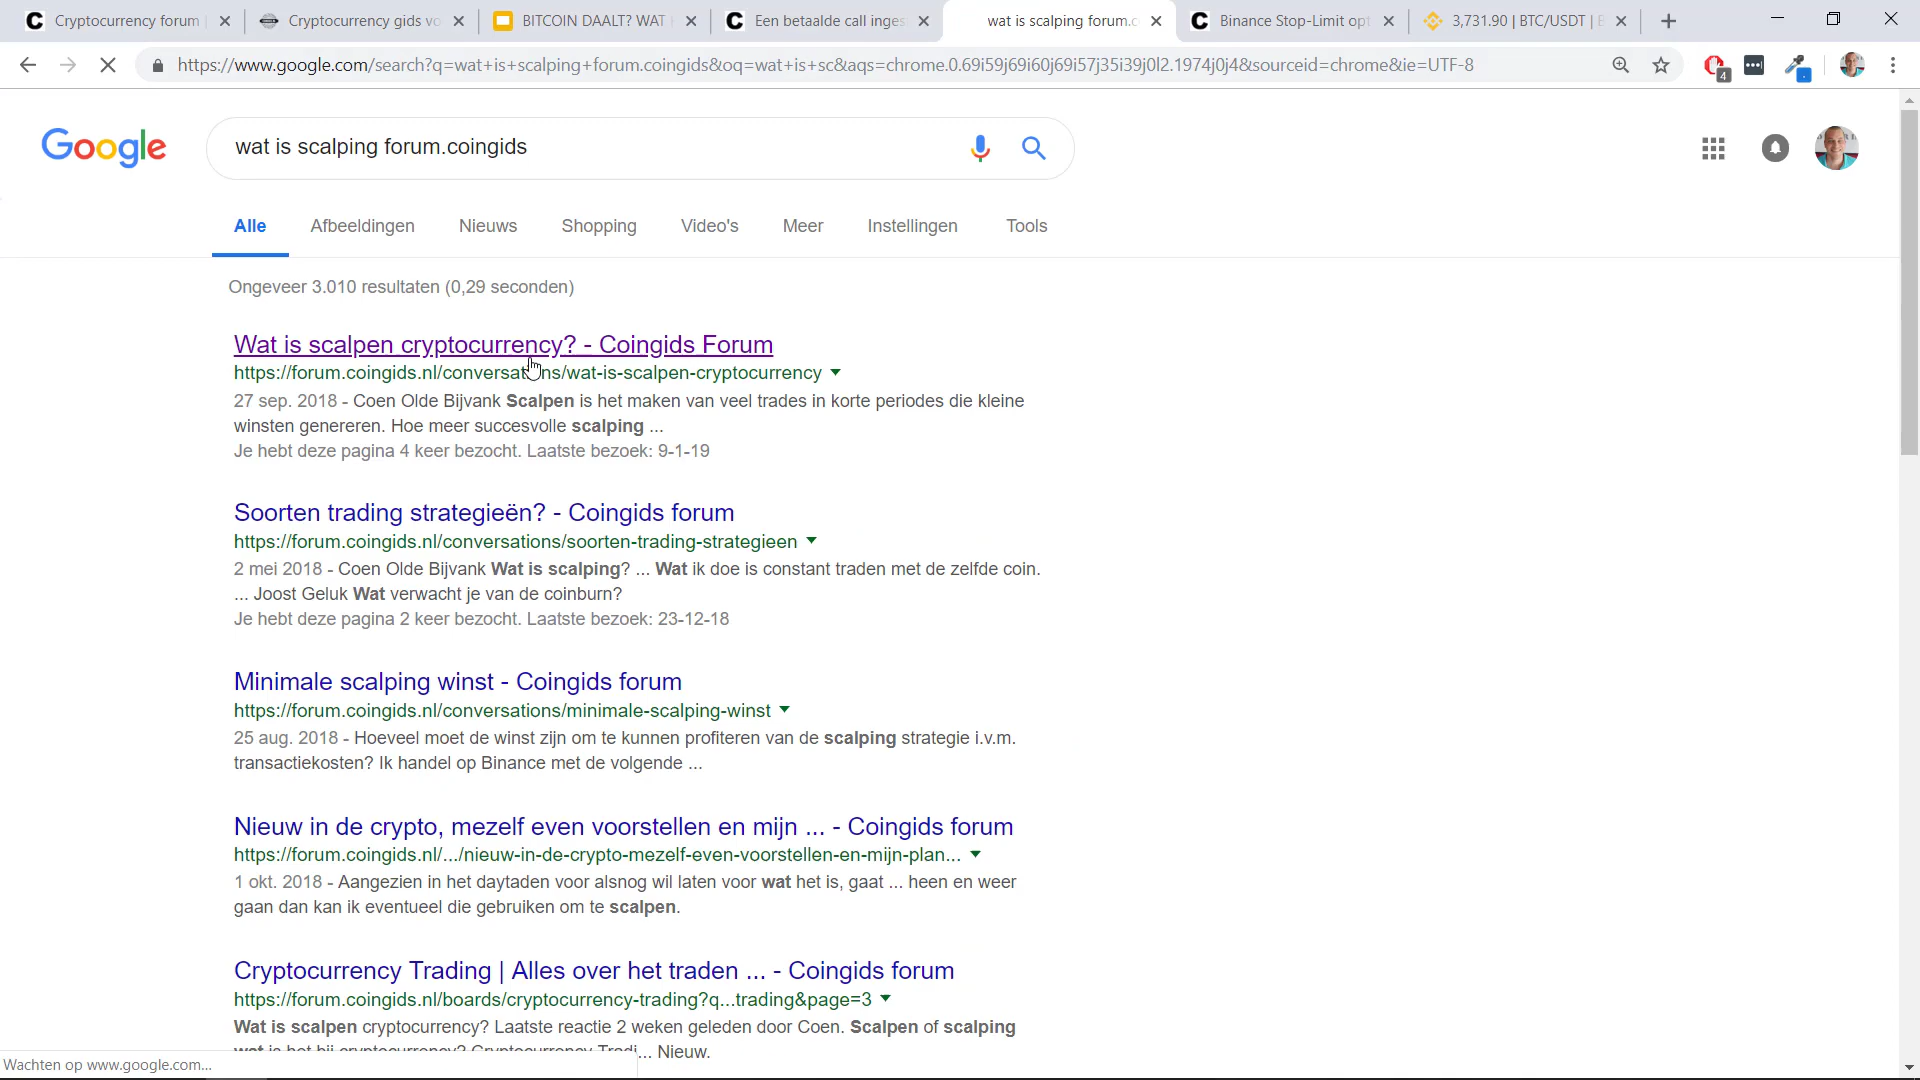 Cryptocurrency forum
Cryptocurrency gids vo
BITCOIN DAALT? WAT
Een betaalde call inges
wat is scalping forum.c
Binance Stop-Limit opt
3,731.90 | BTC/USDT |
https://www.google.com/search?q=wat+is+scalping+forum.coingids&oq=wat+is+sc&aqs=chrome.0.69i59j69i60j69i57j35i39j0l2.1974j0j4&sourceid=chrome&ie=UTF-8
4
Google
wat is scalping forum.coingids
Alle
Afbeeldingen
Nieuws
Shopping
Video's
Meer
Instellingen
Tools
Ongeveer 3.010 resultaten (0,29 seconden)
Wat is scalpen cryptocurrency? - Coingids Forum
https://forum.coingids.nl/conversations/wat-is-scalpen-cryptocurrency
27 sep. 2018 - Coen Olde Bijvank Scalpen is het maken van veel trades in korte periodes die kleine
winsten genereren. Hoe meer succesvolle scalping ...
Je hebt deze pagina 4 keer bezocht. Laatste bezoek: 9-1-19
Soorten trading strategieën? - Coingids forum
https://forum.coingids.nl/conversations/soorten-trading-strategieen
2 mei 2018 - Coen Olde Bijvank Wat is scalping? ... Wat ik doe is constant traden met de zelfde coin.
... Joost Geluk Wat verwacht je van de coinburn?
Je hebt deze pagina 2 keer bezocht. Laatste bezoek: 23-12-18
Minimale scalping winst - Coingids forum
https://forum.coingids.nl/conversations/minimale-scalping-winst
25 aug. 2018 - Hoeveel moet de winst zijn om te kunnen profiteren van de scalping strategie i.v.m.
transactiekosten? Ik handel op Binance met de volgende ...
Nieuw in de crypto, mezelf even voorstellen en mijn ... - Coingids forum
https://forum.coingids.nl/.../nieuw-in-de-crypto-mezelf-even-voorstellen-en-mijn-plan...
1 okt. 2018 - Aangezien in het daytaden voor alsnog wil laten voor wat het is, gaat ... heen en weer
gaan dan kan ik eventueel die gebruiken om te scalpen.
Cryptocurrency Trading | Alles over het traden ... - Coingids forum
https://forum.coingids.nl/boards/cryptocurrency-trading?q...trading&page=3
Wat is scalpen cryptocurrency? Laatste reactie 2 weken geleden door Coen. Scalpen of scalping
wat is het bij cryptocurrency? Cryptocurrency Tradi... Nieuw.
Wachten op www.google.com...